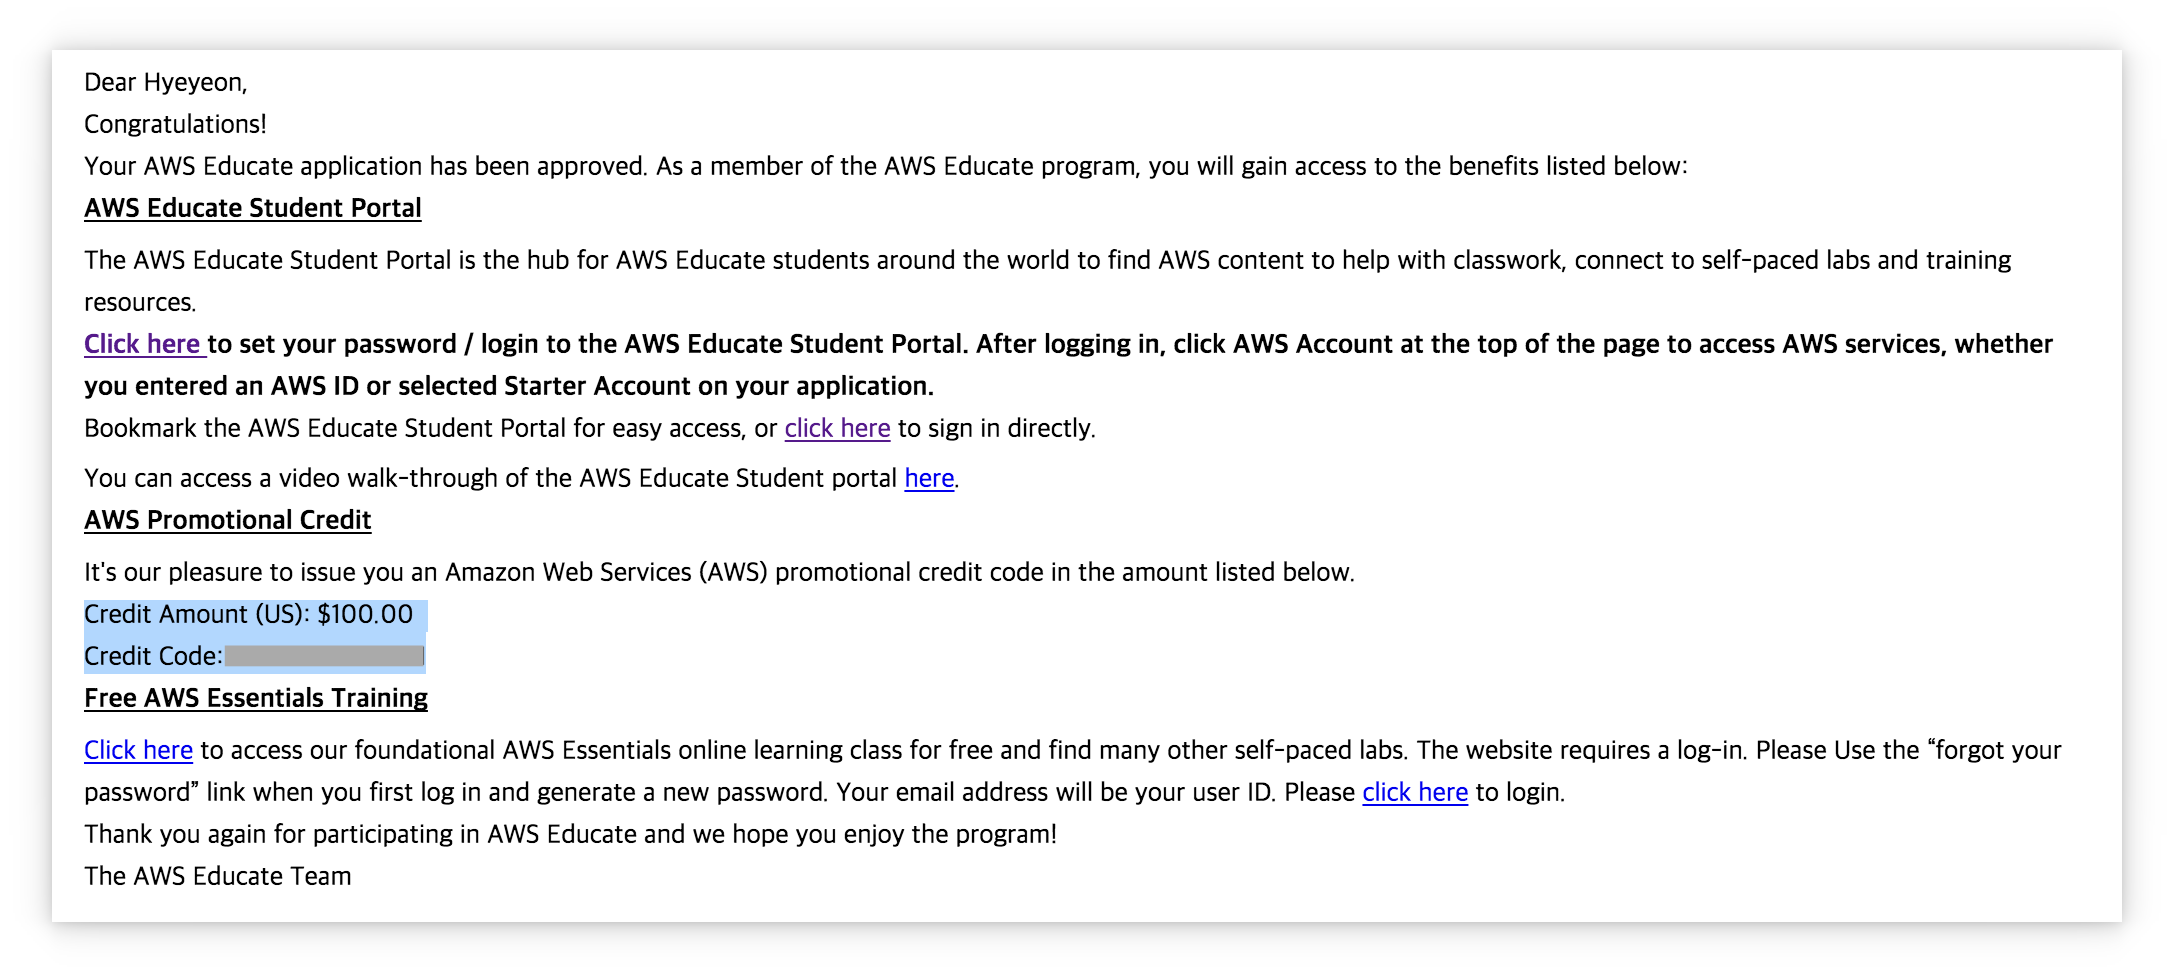 Dear Hyeyeon,
Congratulations!
Your AWS Educate application has been approved. As a member of the AWS Educate program, you will gain access to the benefits listed below:
AWS Educate Student Portal
The AWS Educate Student Portal is the hub for AWS Educate students around the world to find AWS content to help with classwork, connect to self-paced labs and training
resources.
Click here to set your password / login to the AWS Educate Student Portal. After logging in, click AWS Account at the top of the page to access AWS services, whether
you entered an AWS ID or selected Starter Account on your application.
Bookmark the AWS Educate Student Portal for easy access, or click here to sign in directly.
You can access a video walk-through of the AWS Educate Student portal here.
AWS Promotional Credit
It's our pleasure to issue you an Amazon Web Services (AWS) promotional credit code in the amount listed below.
Credit Amount (US): $100.00
Credit Code:
Free AWS Essentials Training
Click here to access our foundational AWS Essentials online learning class for free and find many other self-paced labs. The website requires a log-in. Please Use the “forgot your
password” link when you first log in and generate a new password. Your email address will be your user ID. Please click here to login.
Thank you again for participating in AWS Educate and we hope you enjoy the program!
The AWS Educate Team